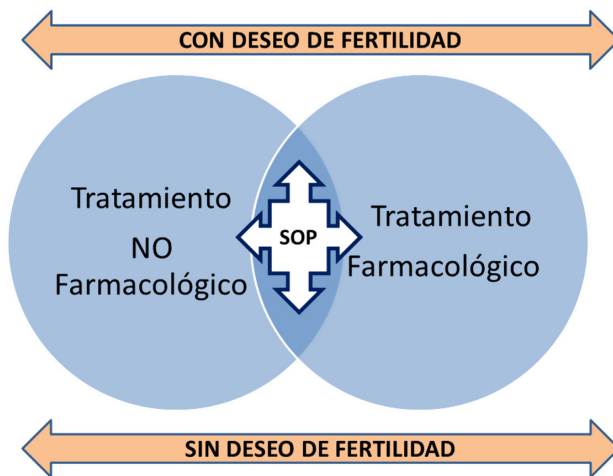 CON DESEO DE FERTILIDAD
Tratamiento
NO
Farmacológico
SOP
Tratamiento
Farmacológico
SIN DESEO DE FERTILIDAD